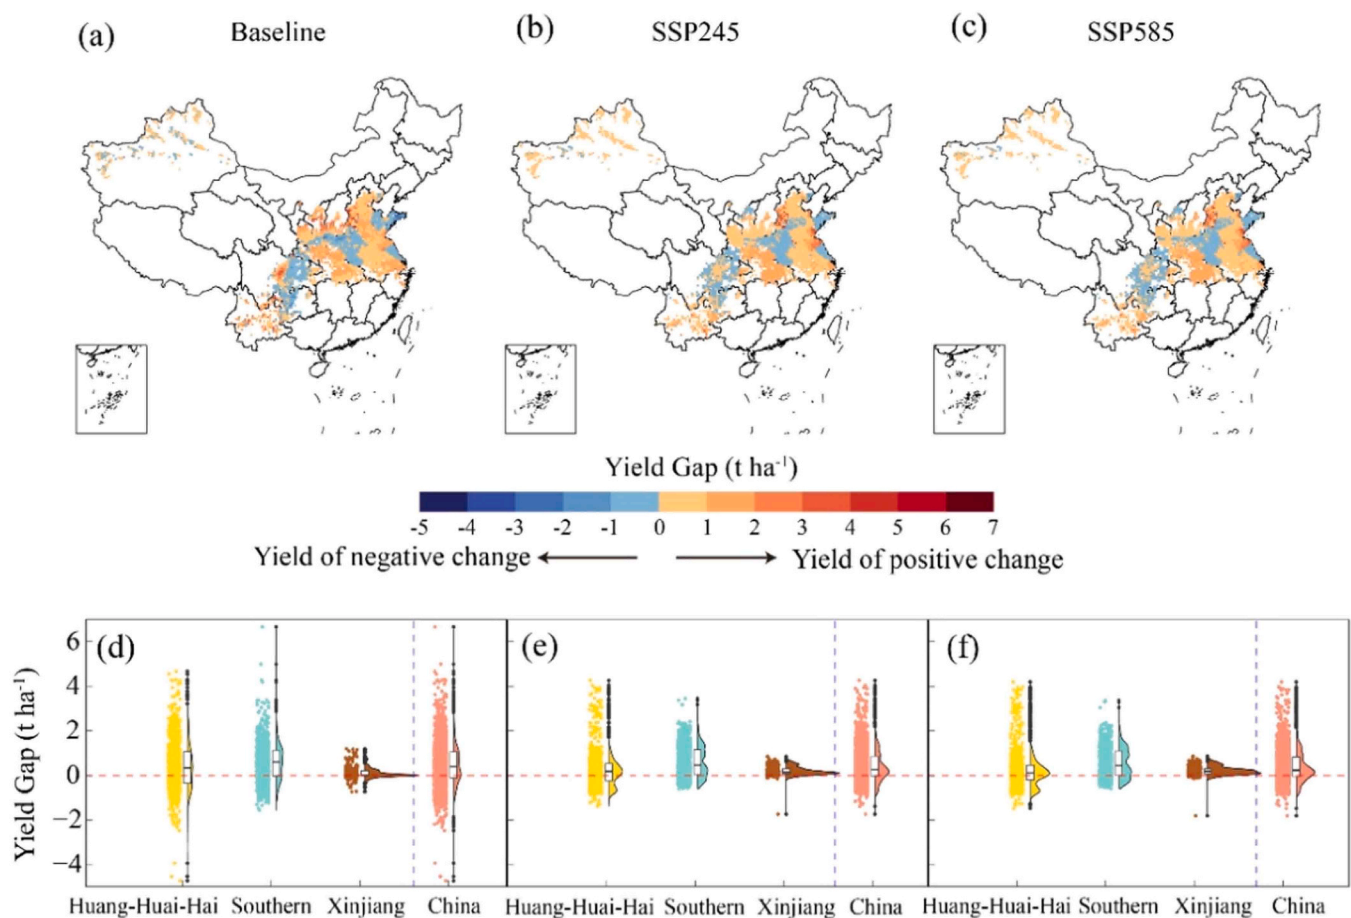 (a) Baseline (b) SSP245 (c) SSP585
Yield Gap (t ha⁻¹)
-5 -4 -3 -2 -1 0 1 2 3 4 5 6 7
Yield of negative change Yield of positive change
(d) (e) (f)
Yield Gap (t ha⁻¹)
6
4
2
0
−2
−4
Huang-Huai-Hai Southern Xinjiang China Huang-Huai-Hai Southern Xinjiang China Huang-Huai-Hai Southern Xinjiang China